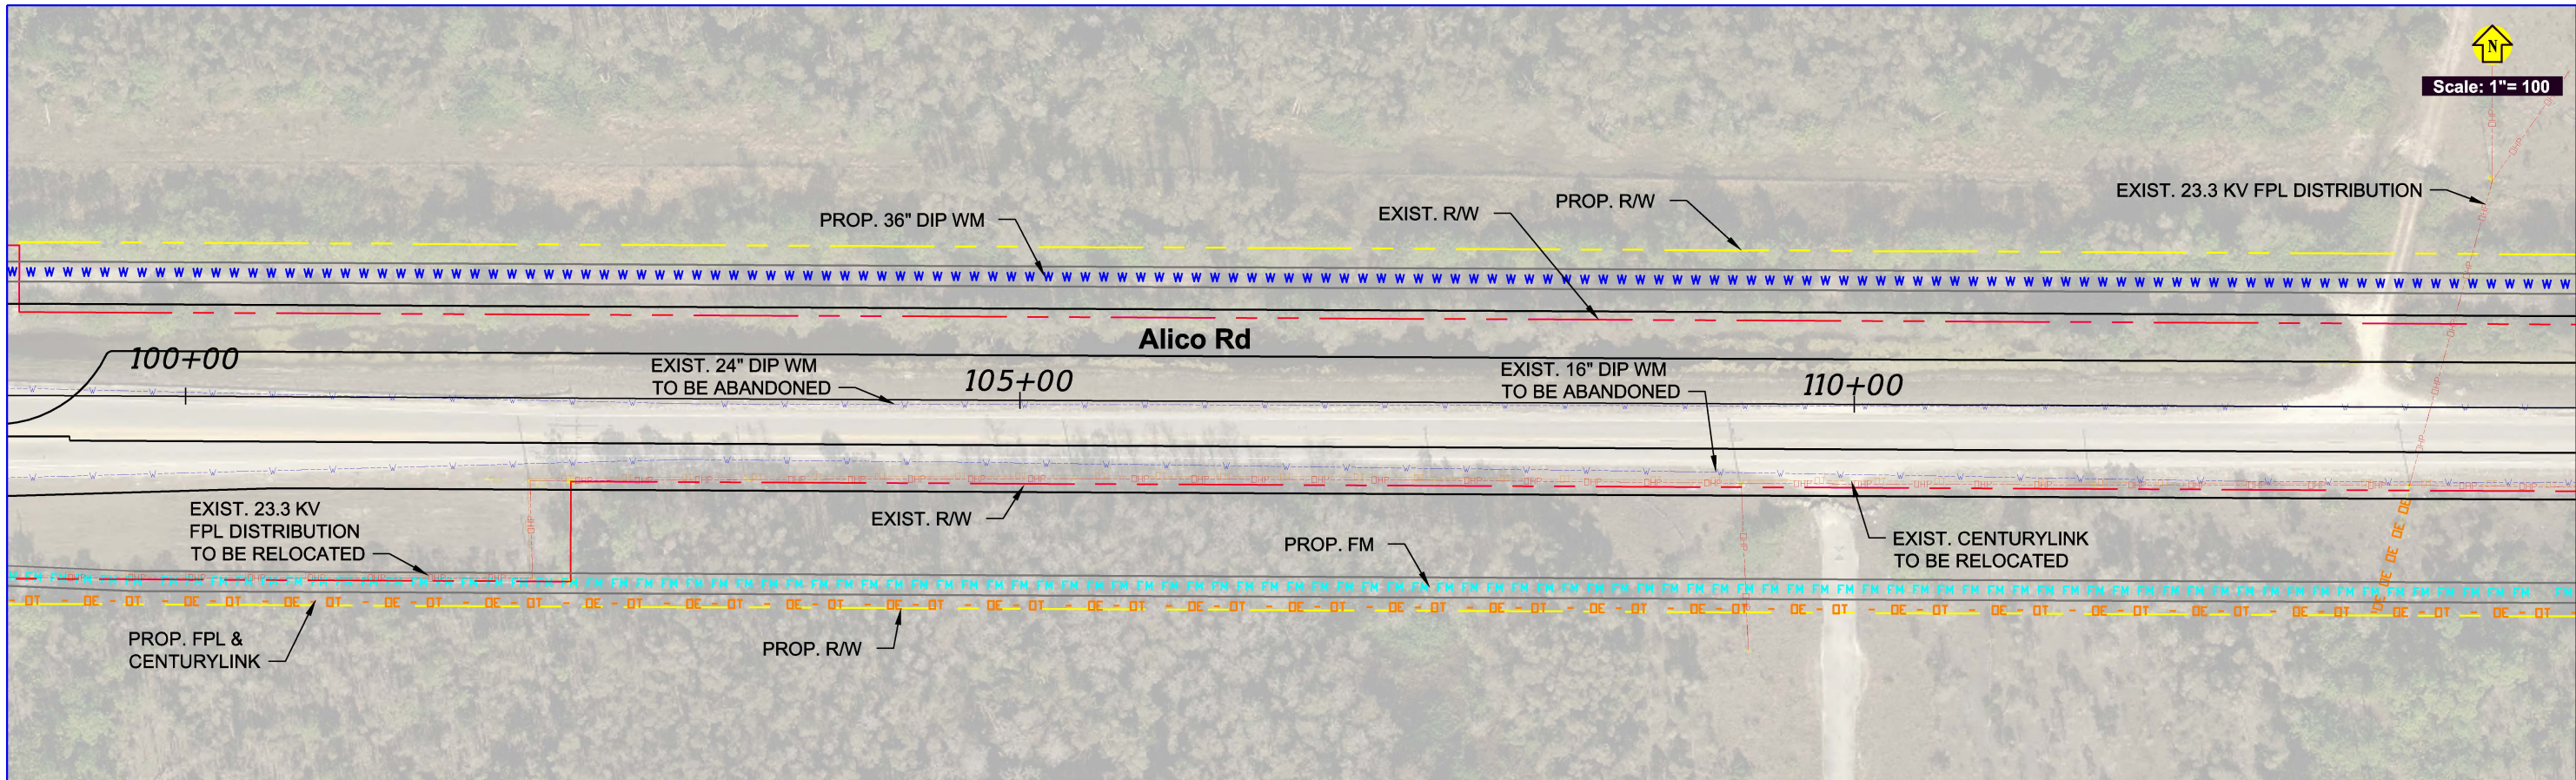 N
Scale: 1"= 100
EXIST. 23.3 KV FPL DISTRIBUTION
PROP. R/W
EXIST. R/W
PROP. 36" DIP WM
Alico Rd
100+00
EXIST. 24" DIP WM
TO BE ABANDONED
105+00
EXIST. 16" DIP WM
TO BE ABANDONED
110+00
EXIST. 23.3 KV
FPL DISTRIBUTION
TO BE RELOCATED
EXIST. R/W
PROP. FM
EXIST. CENTURYLINK
TO BE RELOCATED
PROP. FPL &
CENTURYLINK
PROP. R/W